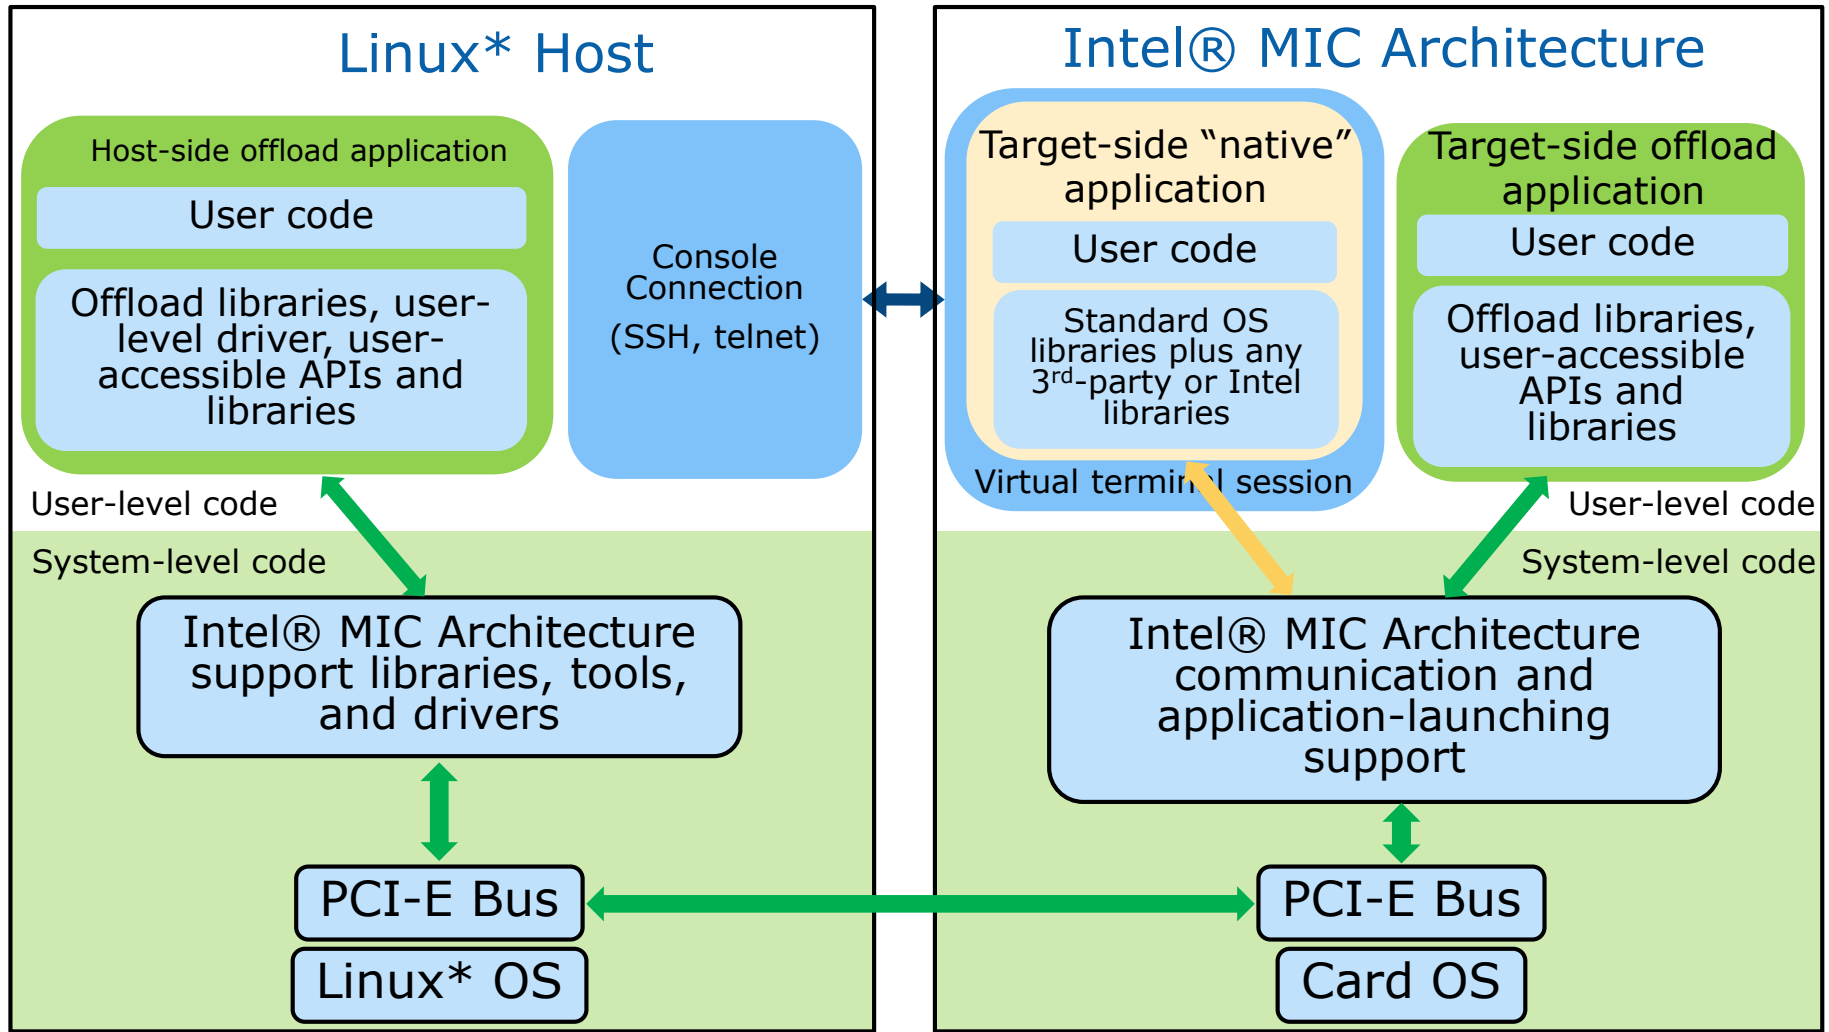 Linux* Host
Host-side offload application
User code
Offload libraries, user-
level driver, user-
accessible APIs and
libraries
Console
Connection
(SSH, telnet)
User-level code
System-level code
Intel® MIC Architecture
support libraries, tools,
and drivers
PCI-E Bus
Linux* OS
Intel® MIC Architecture
Target-side “native”
application
User code
Standard OS
libraries plus any
3rd-party or Intel
libraries
Virtual terminal session
Target-side offload
application
User code
Offload libraries,
user-accessible
APIs and
libraries
User-level code
System-level code
Intel® MIC Architecture
communication and
application-launching
support
PCI-E Bus
Card OS